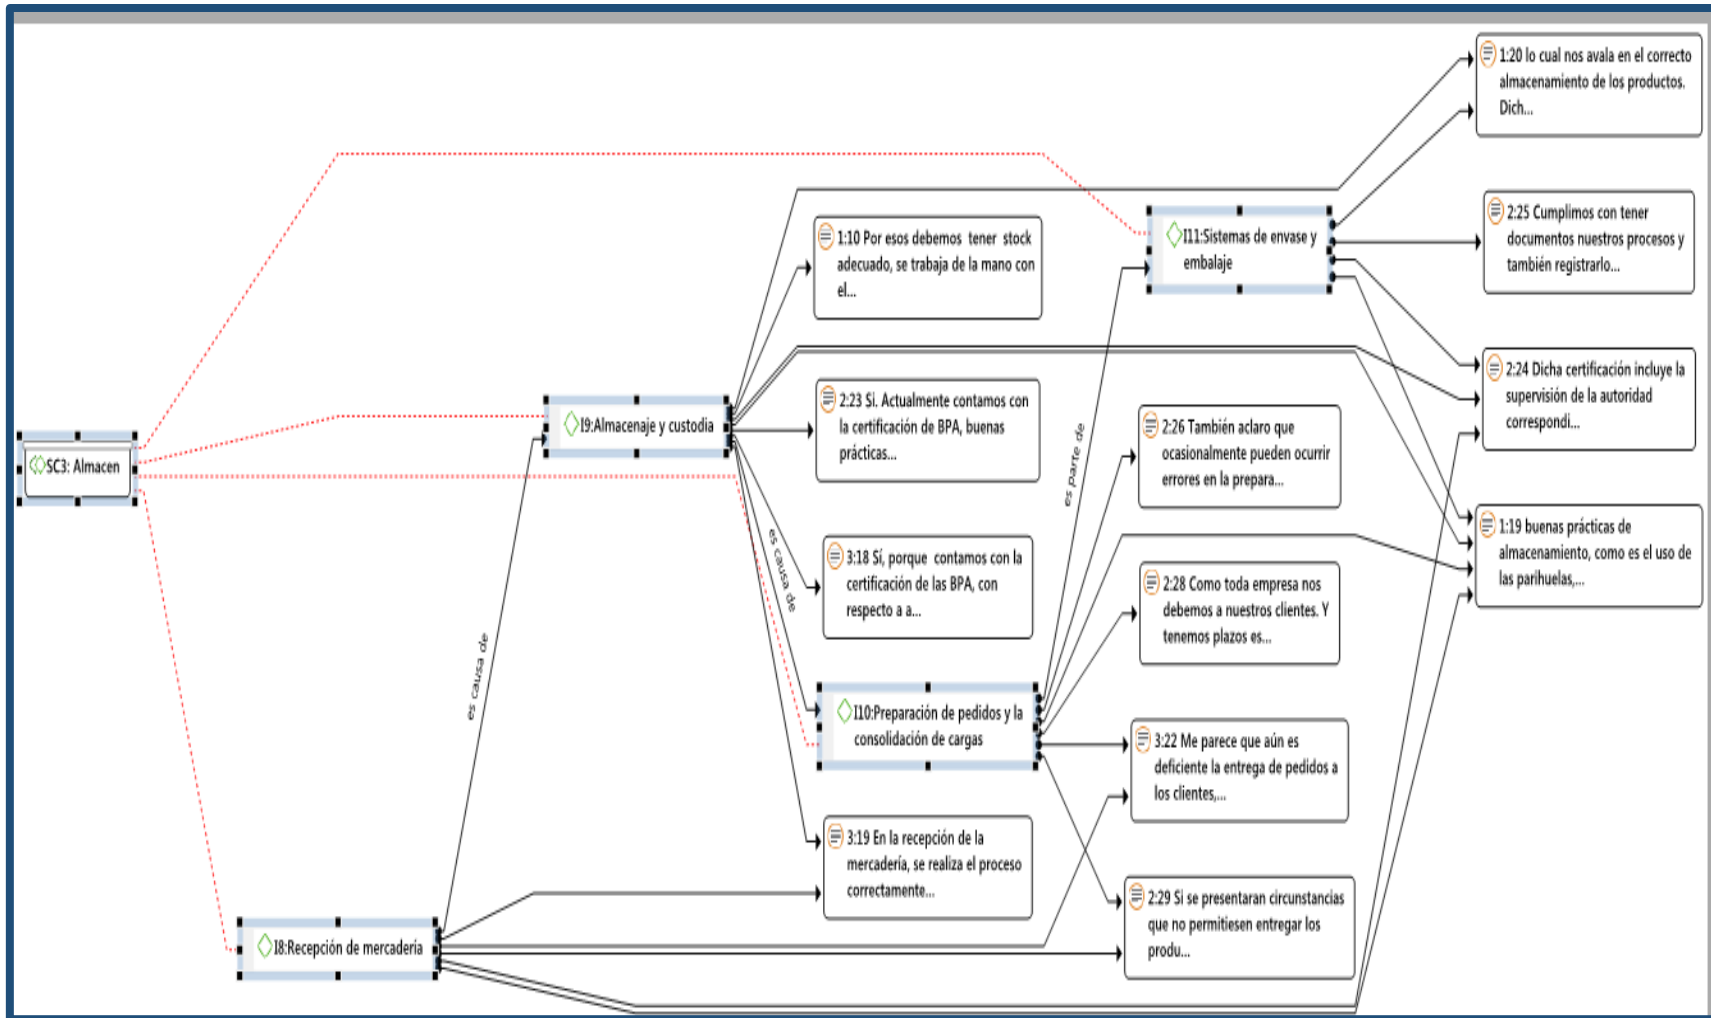 1:20 lo cual nos avala en el correcto
almacenamiento de los productos.
Dich...
1:10 Por esos debemos tener stock
adecuado, se trabaja de la mano con
el...
I11:Sistemas de envase y
embalaje
2:25 Cumplimos con tener
documentos nuestros procesos y
también registrarlo...
2:24 Dicha certificación incluye la
supervisión de la autoridad
correspondi...
2:23 Si. Actualmente contamos con
la certificación de BPA, buenas
prácticas...
I9:Almacenaje y custodia
SC3: Almacen
2:26 También aclaro que
ocasionalmente pueden ocurrir
errores en la prepara...
es parte de
1:19 buenas prácticas de
almacenamiento, como es el uso de
las parihuelas,...
3:18 Sí, porque contamos con la
certificación de las BPA, con
respecto a a...
es causa de
2:28 Como toda empresa nos
debemos a nuestros clientes. Y
tenemos plazos es...
es causa de
I10:Preparación de pedidos y la
consolidación de cargas
3:22 Me parece que aún es
deficiente la entrega de pedidos a
los clientes,...
3:19 En la recepción de la
mercadería, se realiza el proceso
correctamente...
2:29 Si se presentaran circunstancias
que no permitiesen entregar los
produ...
I8:Recepción de mercadería